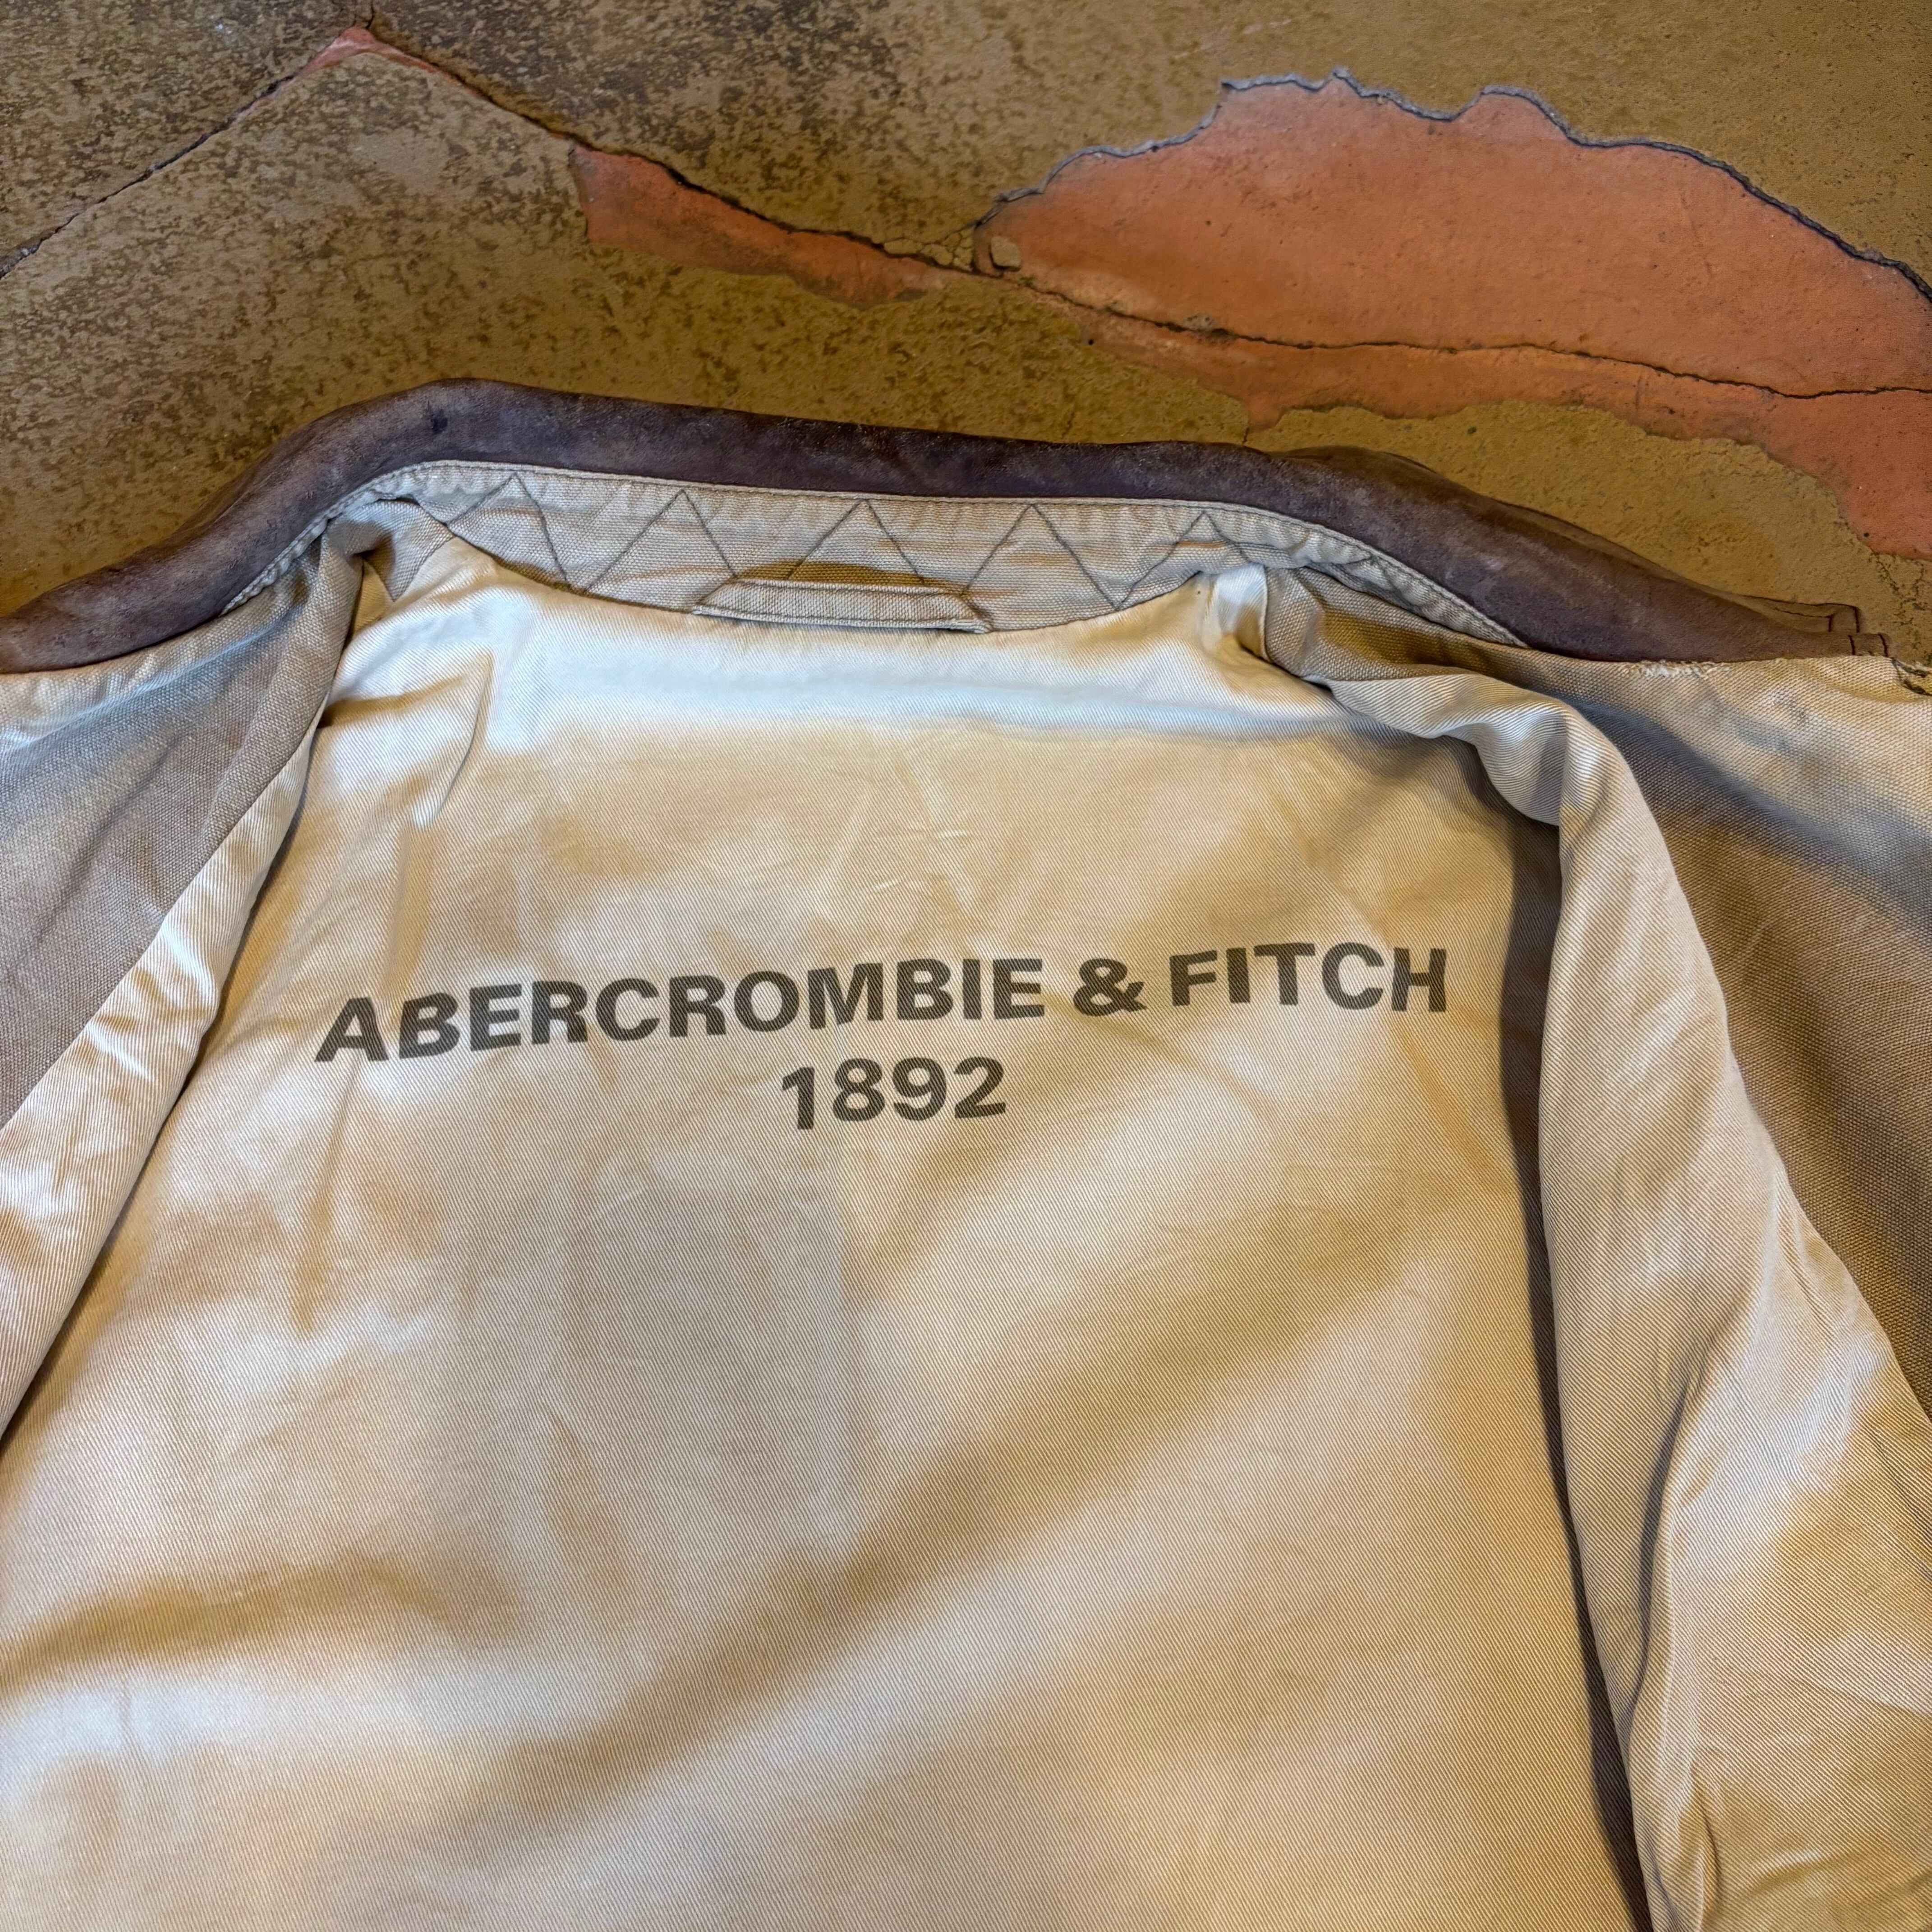 ABERCROMBIE & FITCH
1892